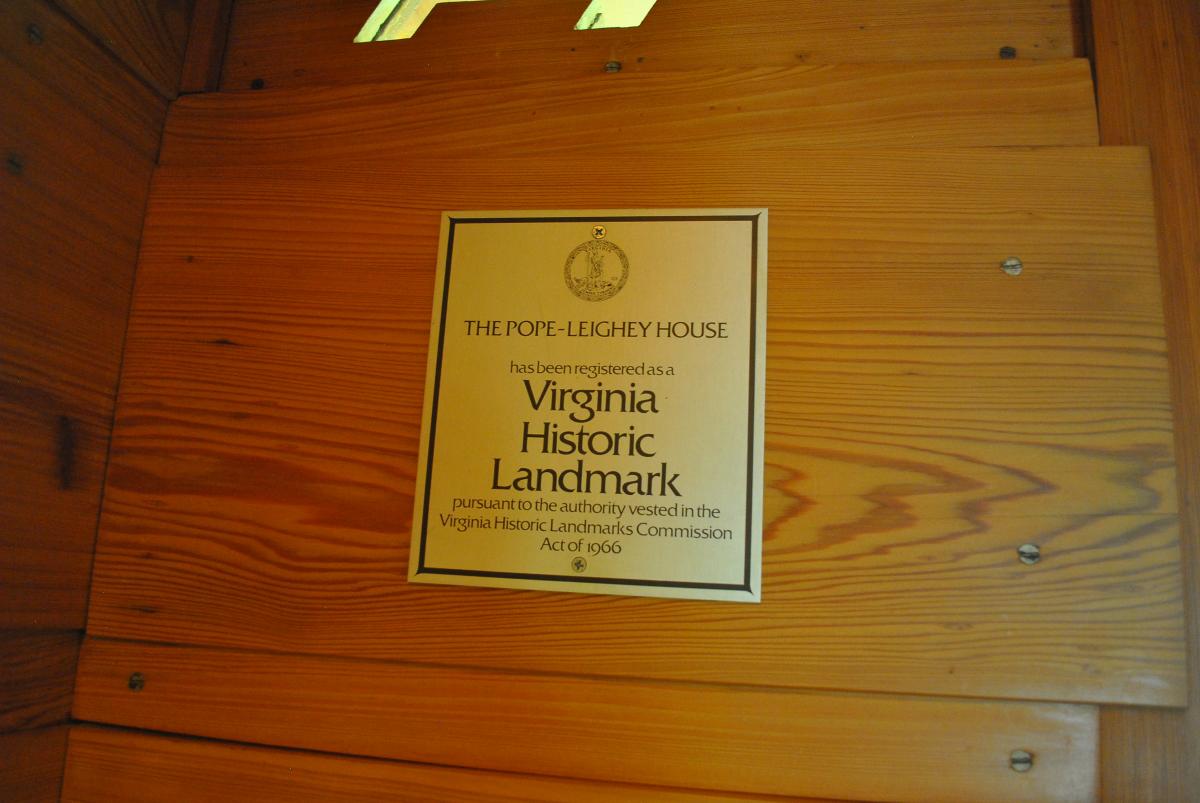 VIRGINIA
THE POPE-LEIGHEY HOUSE
has been registered as a
Virginia
Historic
Landmark
pursuant to the authority vested in the
Virginia Historic Landmarks Commission
Act of 1966